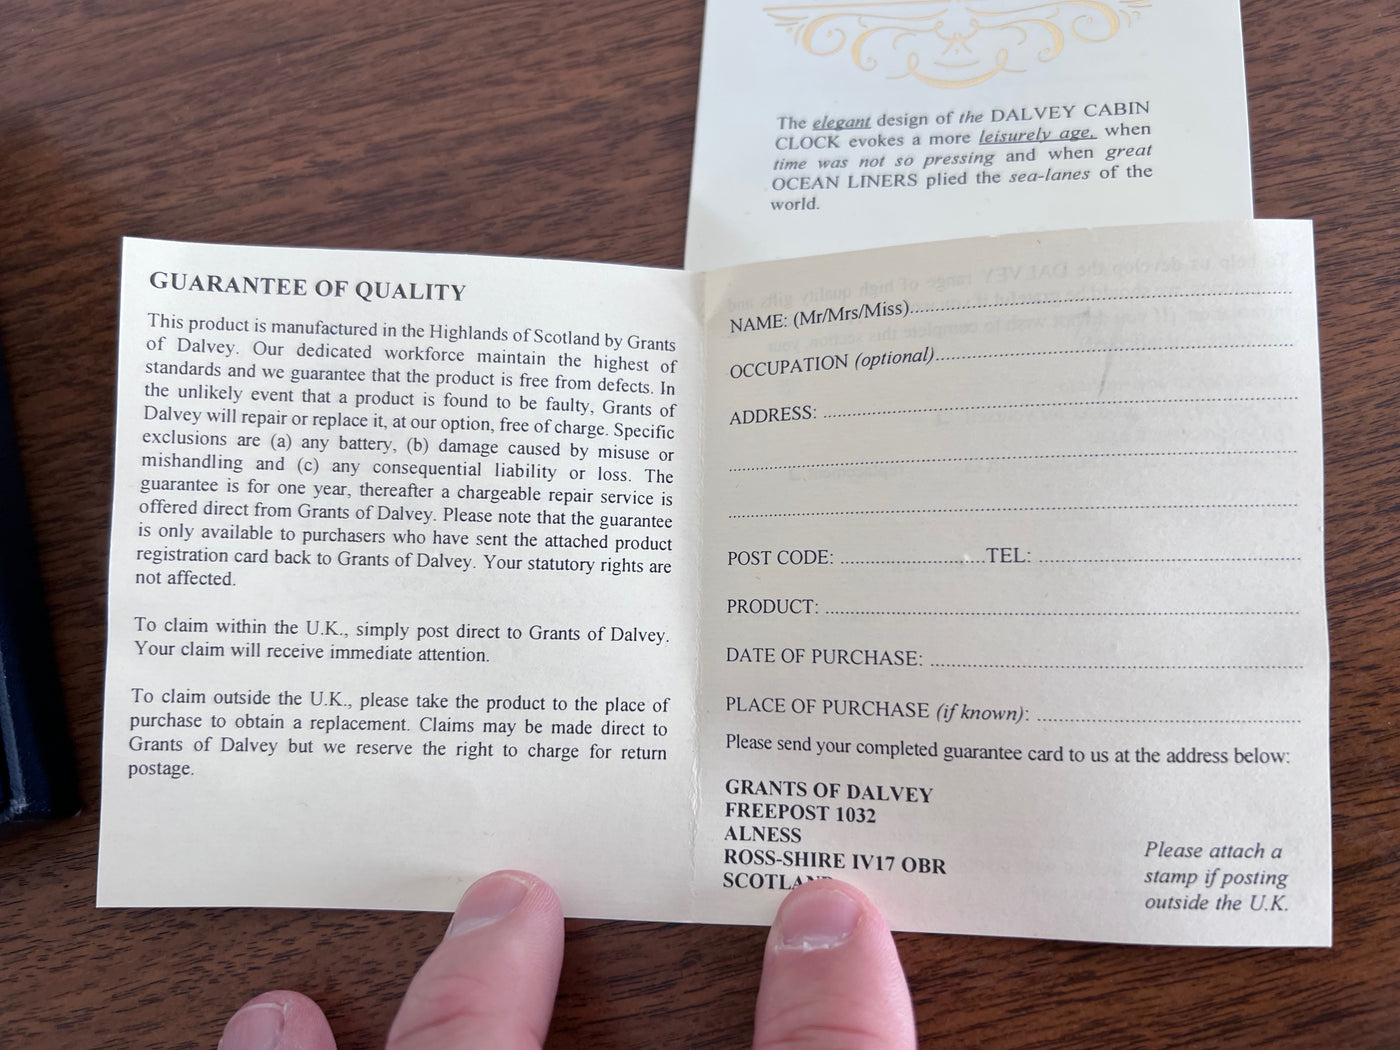 The elegant design of the DALVEY CABIN
CLOCK evokes a more leisurely age, when
time was not so pressing and when great
OCEAN LINERS plied the sea-lanes of the
world.
GUARANTEE OF QUALITY
This product is manufactured in the Highlands of Scotland by Grants
of Dalvey. Our dedicated workforce maintain the highest of
standards and we guarantee that the product is free from defects. In
the unlikely event that a product is found to be faulty, Grants of
Dalvey will repair or replace it, at our option, free of charge. Specific
exclusions are (a) any battery, (b) damage caused by misuse or
mishandling and (c) any consequential liability or loss. The
guarantee is for one year, thereafter a chargeable repair service is
offered direct from Grants of Dalvey. Please note that the guarantee
is only available to purchasers who have sent the attached product
registration card back to Grants of Dalvey. Your statutory rights are
not affected.
To claim within the U.K., simply post direct to Grants of Dalvey.
Your claim will receive immediate attention.
To claim outside the U.K., please take the product to the place of
purchase to obtain a replacement. Claims may be made direct to
Grants of Dalvey but we reserve the right to charge for return
postage.
NAME: (Mr/Mrs/Miss)
OCCUPATION (optional)
ADDRESS:
POST CODE: TEL:
PRODUCT:
DATE OF PURCHASE:
PLACE OF PURCHASE (if known):
Please send your completed guarantee card to us at the address below:
GRANTS OF DALVEY
FREEPOST 1032
ALNESS
ROSS-SHIRE IV17 OBR
SCOTLAND
Please attach a
stamp if posting
outside the U.K.